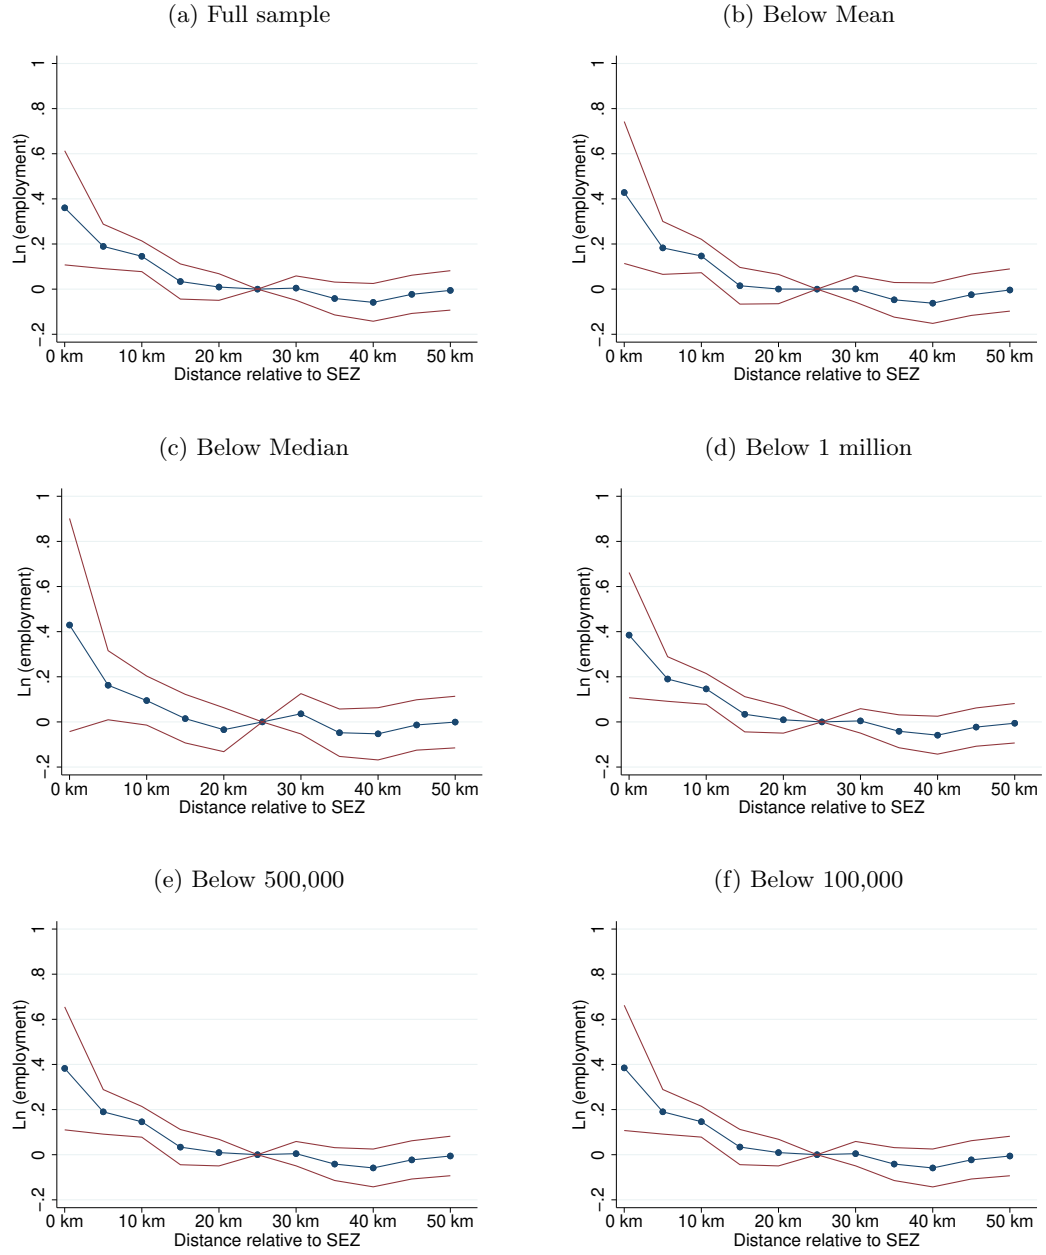 (a) Full sample
Ln (employment)
1
.8
.6
.4
.2
0
-.2
0 km 10 km 20 km 30 km 40 km 50 km
Distance relative to SEZ
(b) Below Mean
Ln (employment)
1
.8
.6
.4
.2
0
-.2
0 km 10 km 20 km 30 km 40 km 50 km
Distance relative to SEZ
(c) Below Median
Ln (employment)
1
.8
.6
.4
.2
0
-.2
0 km 10 km 20 km 30 km 40 km 50 km
Distance relative to SEZ
(d) Below 1 million
Ln (employment)
1
.8
.6
.4
.2
0
-.2
0 km 10 km 20 km 30 km 40 km 50 km
Distance relative to SEZ
(e) Below 500,000
Ln (employment)
1
.8
.6
.4
.2
0
-.2
0 km 10 km 20 km 30 km 40 km 50 km
Distance relative to SEZ
(f) Below 100,000
Ln (employment)
1
.8
.6
.4
.2
0
-.2
0 km 10 km 20 km 30 km 40 km 50 km
Distance relative to SEZ